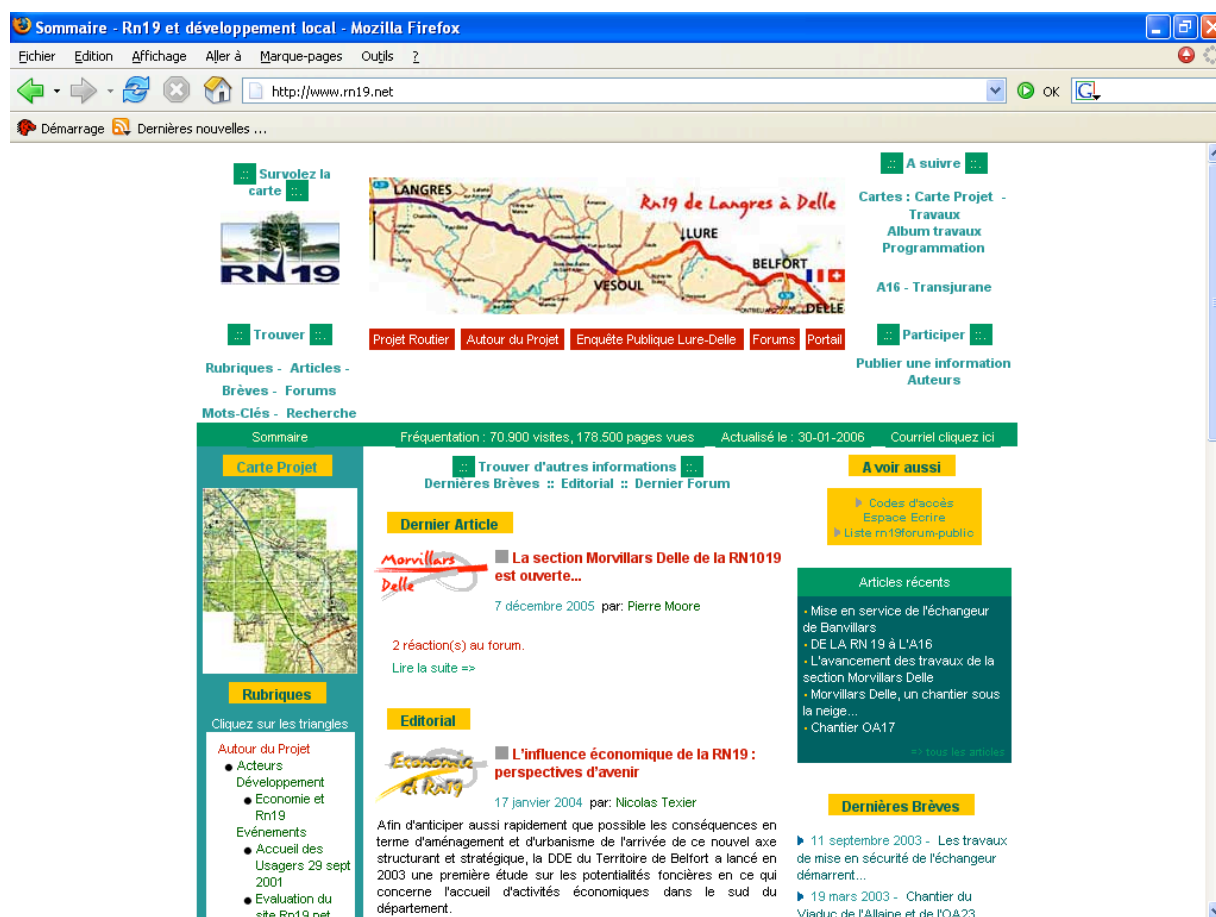 Sommaire - Rn19 et développement local - Mozilla Firefox
Fichier Edition Affichage Aller à Marque-pages Outils ?
http://www.rn19.net
OK
Démarrage Dernières nouvelles ...
.:: Survolez la
carte ::.
RN 19
LANGRES
Rn19 de Langres à Delle
LURE
BELFORT
VESOUL
DELLE
.:: A suivre ::.
Cartes : Carte Projet -
Travaux
Album travaux
Programmation
A16 - Transjurane
.:: Trouver ::.
Rubriques - Articles -
Brèves - Forums
Mots-Clés - Recherche
Projet Routier Autour du Projet Enquête Publique Lure-Delle Forums Portail
.:: Participer ::.
Publier une information
Auteurs
Sommaire Fréquentation : 70.900 visites, 178.500 pages vues Actualisé le : 30-01-2006 Courriel cliquez ici
Carte Projet
Rubriques
Cliquez sur les triangles
Autour du Projet
Acteurs
Développement
Economie et
Rn19
Evénements
Accueil des
Usagers 29 sept
2001
Evaluation du
site Rn19.net
.:: Trouver d'autres informations ::.
Dernières Brèves :: Editorial :: Dernier Forum
Dernier Article
Morvillars
Delle
La section Morvillars Delle de la RN1019
est ouverte...
7 décembre 2005 par: Pierre Moore
2 réaction(s) au forum.
Lire la suite =>
Editorial
Economie
et Rn19
L'influence économique de la RN19 :
perspectives d'avenir
17 janvier 2004 par: Nicolas Texier
Afin d'anticiper aussi rapidement que possible les conséquences en
terme d'aménagement et d'urbanisme de l'arrivée de ce nouvel axe
structurant et stratégique, la DDE du Territoire de Belfort a lancé en
2003 une première étude sur les potentialités foncières en ce qui
concerne l'accueil d'activités économiques dans le sud du
département.
A voir aussi
Codes d'accès
Espace Ecrire
Liste rn19forum-public
Articles récents
Mise en service de l'échangeur
de Banvillars
DE LA RN 19 à L'A16
L'avancement des travaux de la
section Morvillars Delle
Morvillars Delle, un chantier sous
la neige...
Chantier OA17
=> tous les articles
Dernières Brèves
11 septembre 2003 - Les travaux
de mise en sécurité de l'échangeur
démarrent...
19 mars 2003 - Chantier du
Viaduc de l'Allaine et de l'OA23